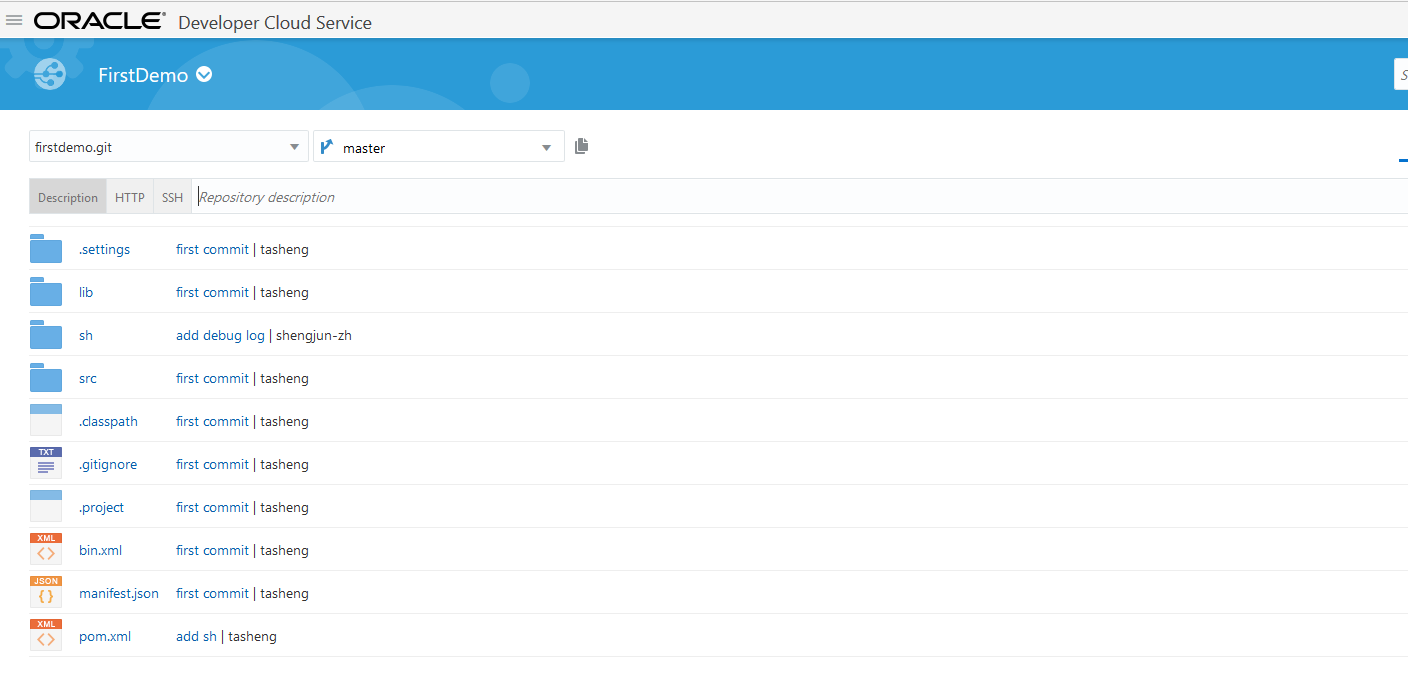 ORACLE® Developer Cloud Service
FirstDemo
S
firstdemo.git master
Description HTTP SSH Repository description
.settings first commit | tasheng
lib first commit | tasheng
sh add debug log | shengjun-zh
src first commit | tasheng
.classpath first commit | tasheng
TXT
.gitignore first commit | tasheng
.project first commit | tasheng
XML
bin.xml first commit | tasheng
JSON
manifest.json first commit | tasheng
XML
pom.xml add sh | tasheng